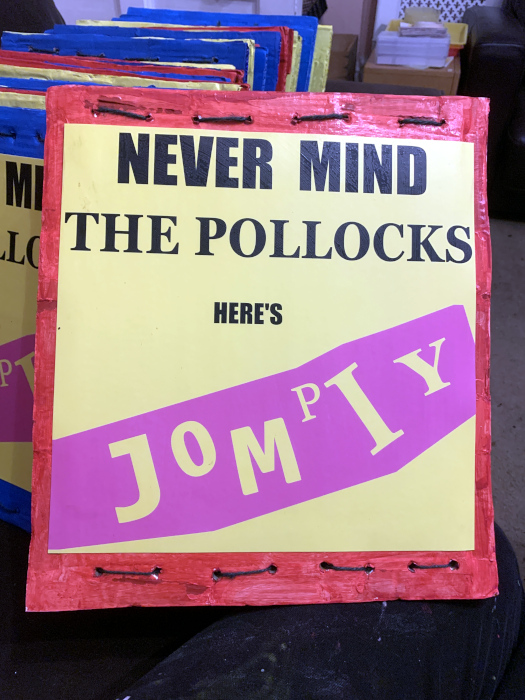 NEVER MIND
THE POLLOCKS
HERE'S
JOMPIY